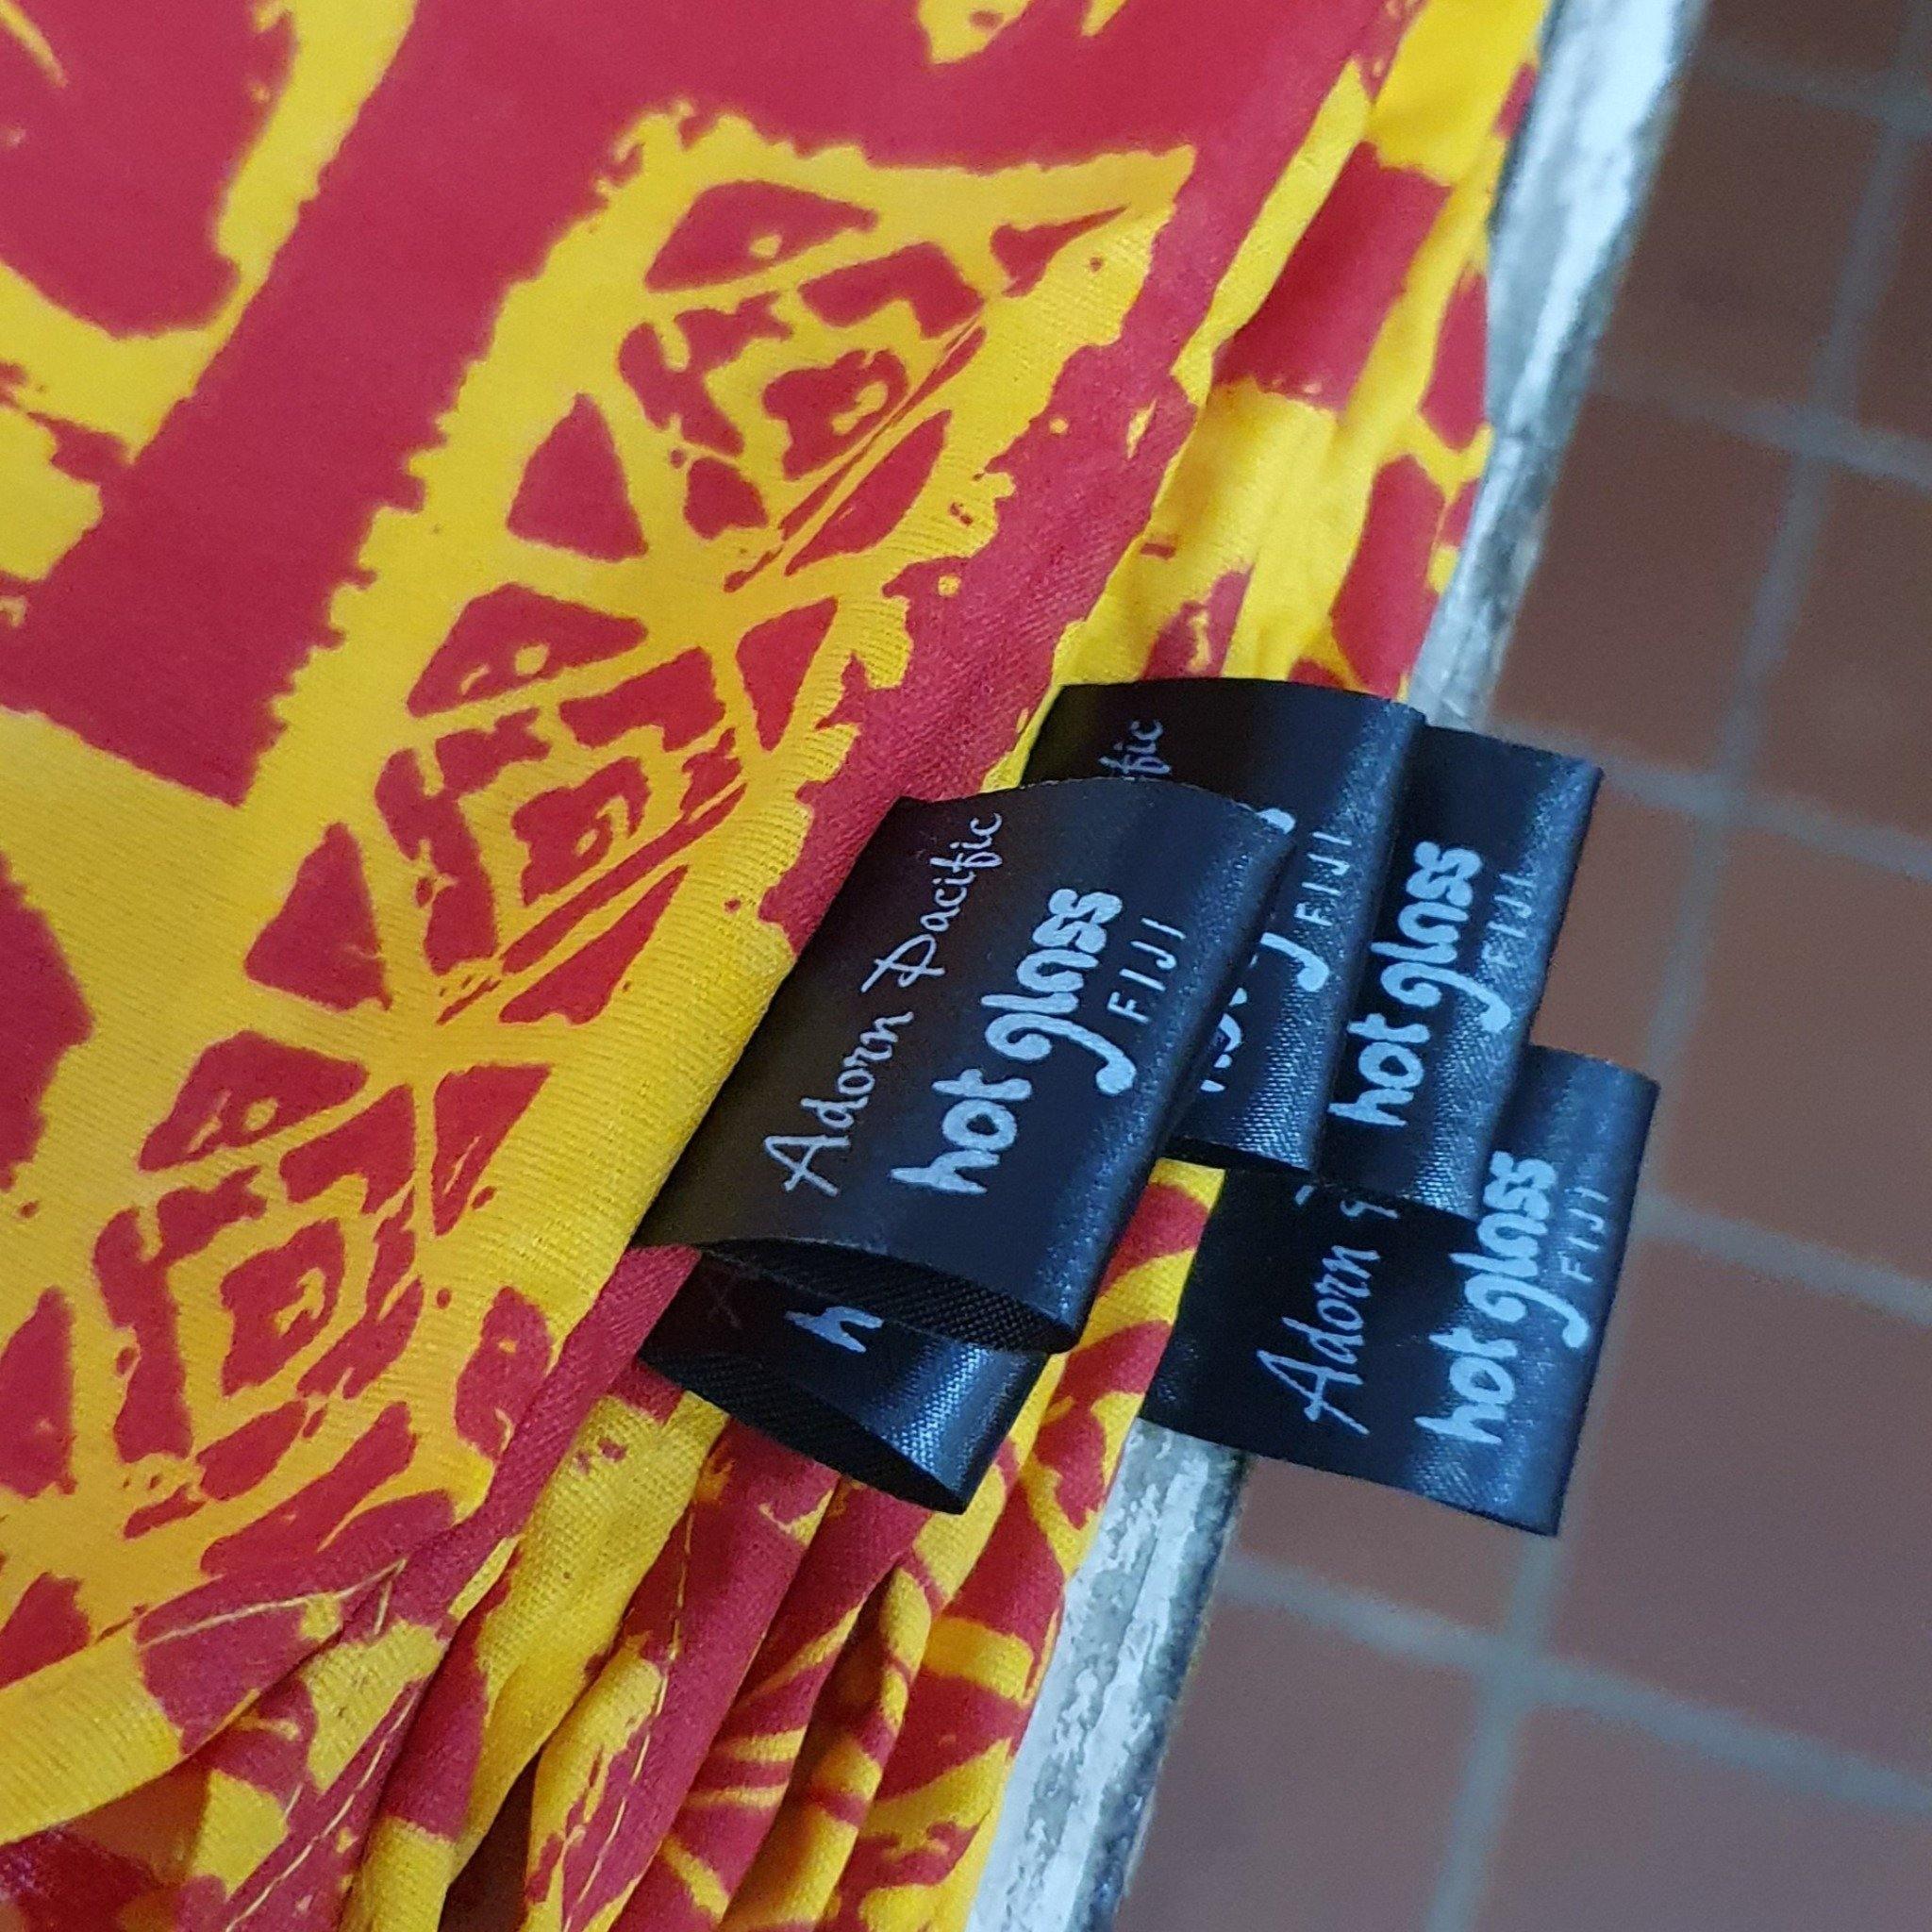 Adorn Pacific
hot glass
FIJI
FIJI
hot glass
FIJI
Adorn
hot glass
FIJI
h